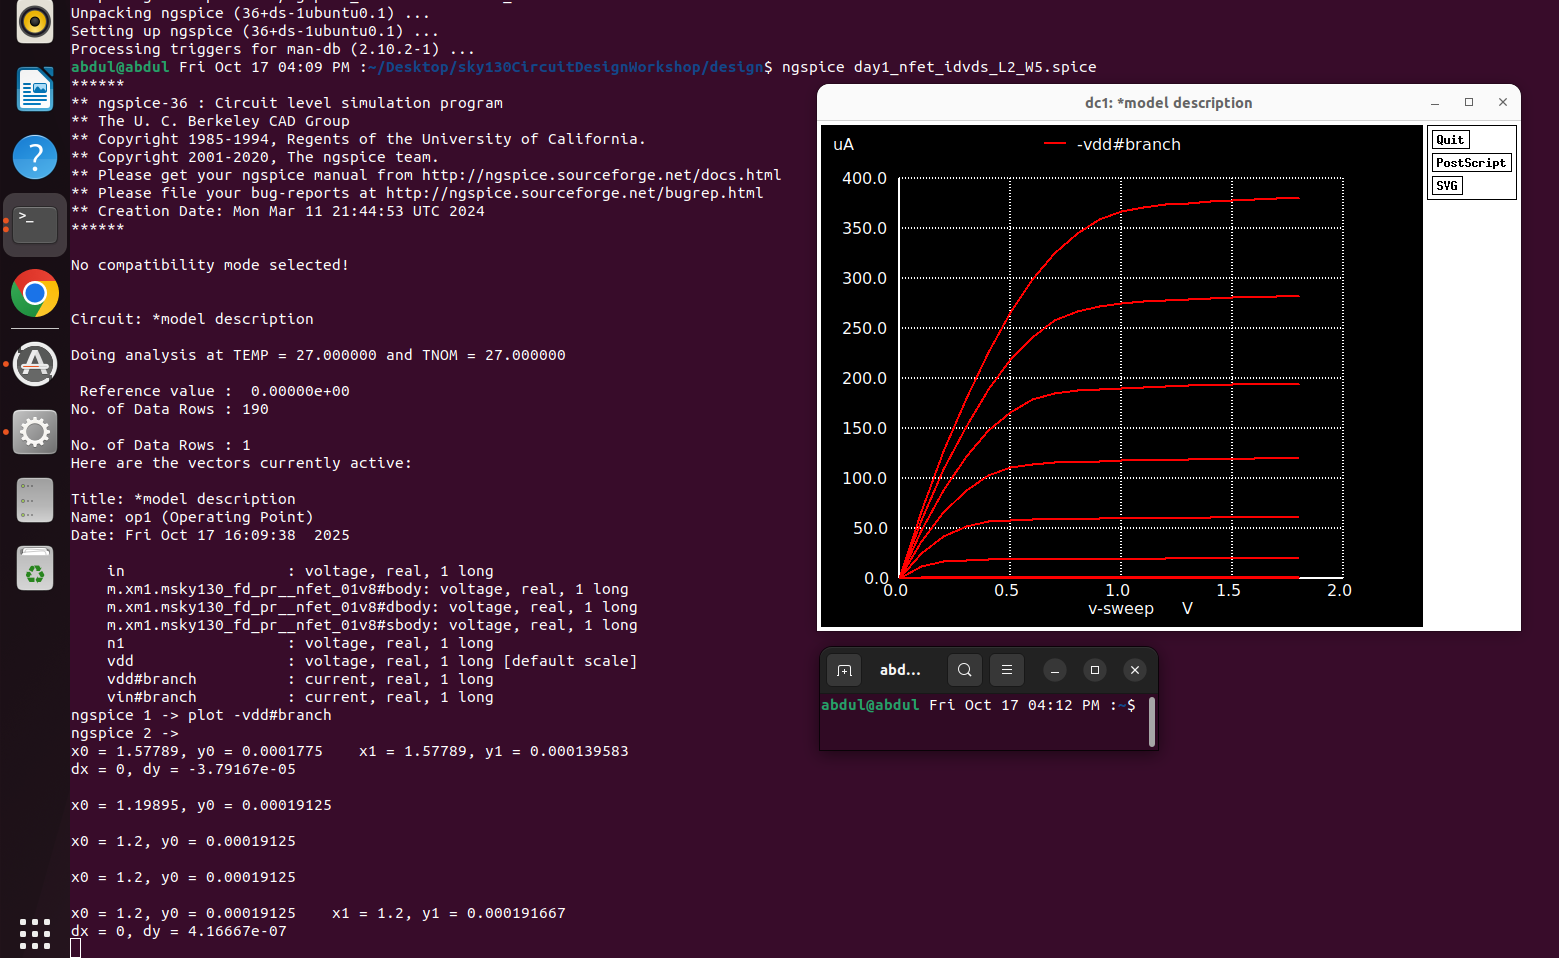 Unpacking ngspice (36+ds-1ubuntu0.1) ...
Setting up ngspice (36+ds-1ubuntu0.1) ...
Processing triggers for man-db (2.10.2-1) ...
abdul@abdul Fri Oct 17 04:09 PM :~/Desktop/sky130CircuitDesignWorkshop/design$ ngspice day1_nfet_idvds_L2_W5.spice
******
** ngspice-36 : Circuit level simulation program
** The U. C. Berkeley CAD Group
** Copyright 1985-1994, Regents of the University of California.
** Copyright 2001-2020, The ngspice team.
** Please get your ngspice manual from http://ngspice.sourceforge.net/docs.html
** Please file your bug-reports at http://ngspice.sourceforge.net/bugrep.html
** Creation Date: Mon Mar 11 21:44:53 UTC 2024
******
No compatibility mode selected!
Circuit: *model description
Doing analysis at TEMP = 27.000000 and TNOM = 27.000000
Reference value :  0.00000e+00
No. of Data Rows : 190
No. of Data Rows : 1
Here are the vectors currently active:
Title: *model description
Name: op1 (Operating Point)
Date: Fri Oct 17 16:09:38  2025
in : voltage, real, 1 long
m.xm1.msky130_fd_pr__nfet_01v8#body: voltage, real, 1 long
m.xm1.msky130_fd_pr__nfet_01v8#dbody: voltage, real, 1 long
m.xm1.msky130_fd_pr__nfet_01v8#sbody: voltage, real, 1 long
n1 : voltage, real, 1 long
vdd : voltage, real, 1 long [default scale]
vdd#branch : current, real, 1 long
vin#branch : current, real, 1 long
ngspice 1 -> plot -vdd#branch
ngspice 2 ->
x0 = 1.57789, y0 = 0.0001775    x1 = 1.57789, y1 = 0.000139583
dx = 0, dy = -3.79167e-05
x0 = 1.19895, y0 = 0.00019125
x0 = 1.2, y0 = 0.00019125
x0 = 1.2, y0 = 0.00019125
x0 = 1.2, y0 = 0.00019125    x1 = 1.2, y1 = 0.000191667
dx = 0, dy = 4.16667e-07
dc1: *model description
uA
-vdd#branch
400.0
350.0
300.0
250.0
200.0
150.0
100.0
50.0
0.0
0.0 0.5 1.0 1.5 2.0
v-sweep V
Quit
PostScript
SVG
abd...
abdul@abdul Fri Oct 17 04:12 PM :~$